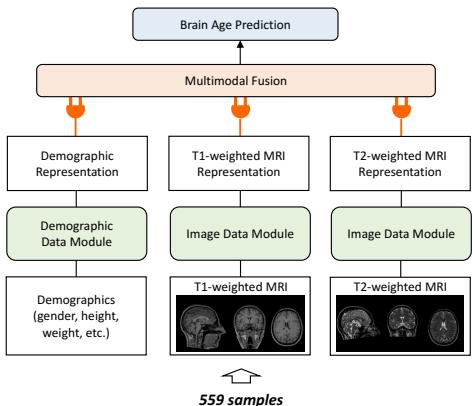 Brain Age Prediction
Multimodal Fusion
Demographic
Representation
T1-weighted MRI
Representation
T2-weighted MRI
Representation
Demographic
Data Module
Image Data Module
Image Data Module
Demographics
(gender, height,
weight, etc.)
T1-weighted MRI
T2-weighted MRI
559 samples